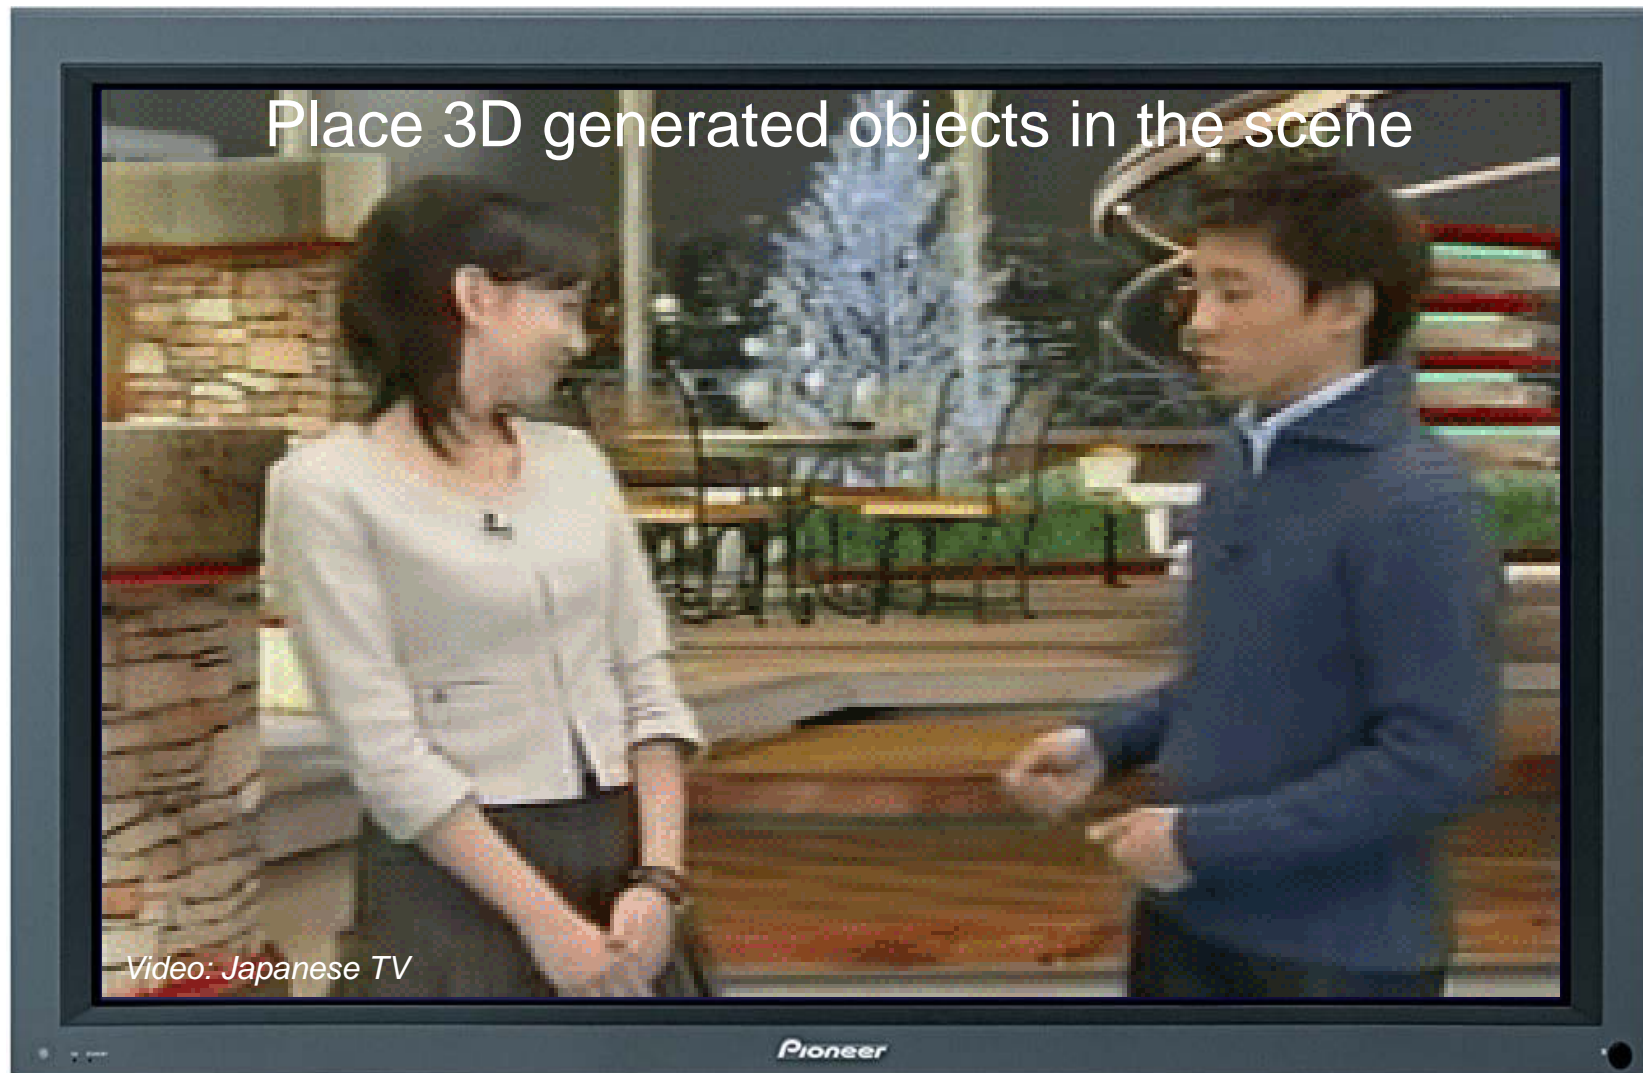 Place 3D generated objects in the scene
Video: Japanese TV
Pioneer